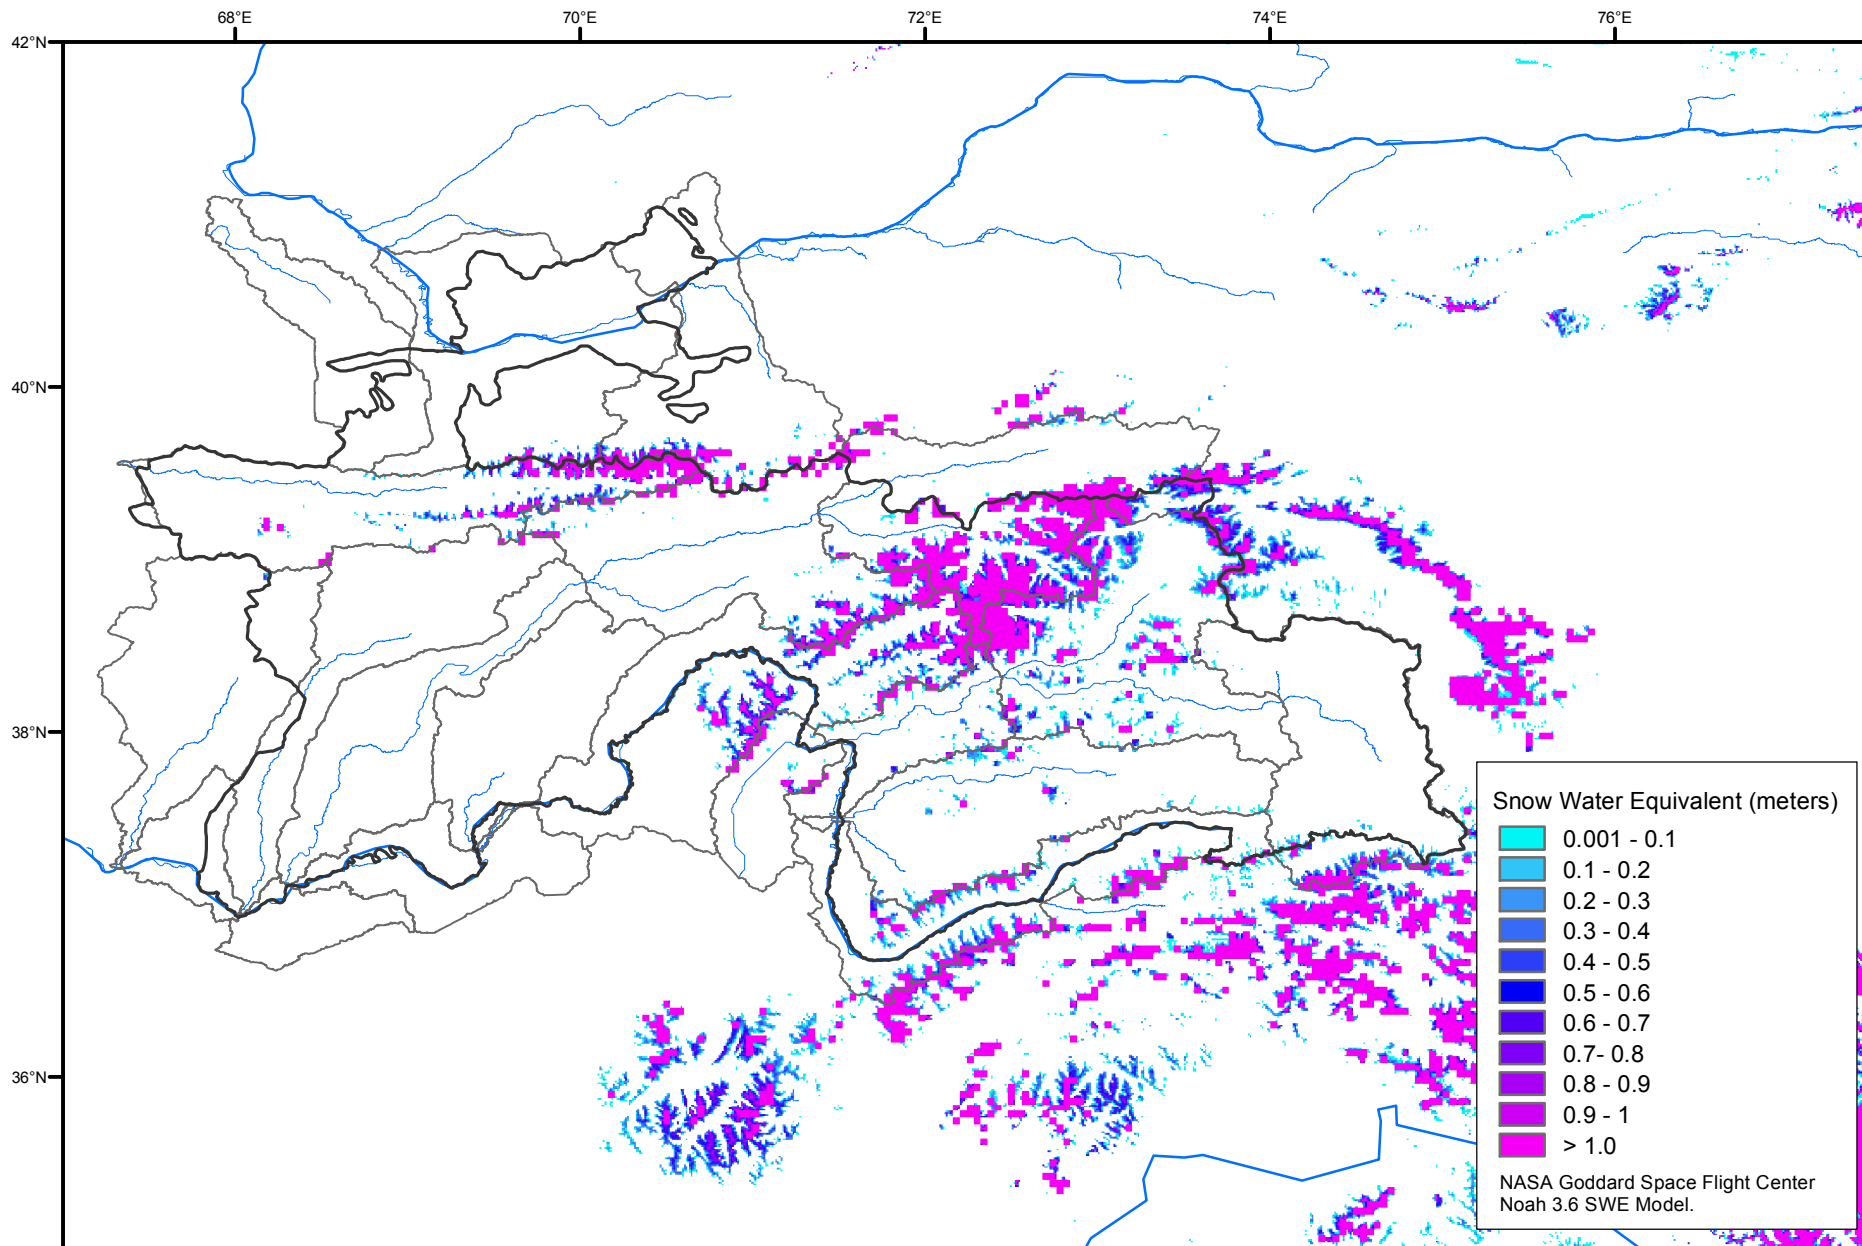 68°E 70°E 72°E 74°E 76°E
42°N
40°N
38°N
36°N
Snow Water Equivalent (meters)
0.001 - 0.1
0.1 - 0.2
0.2 - 0.3
0.3 - 0.4
0.4 - 0.5
0.5 - 0.6
0.6 - 0.7
0.7- 0.8
0.8 - 0.9
0.9 - 1
> 1.0
NASA Goddard Space Flight Center
Noah 3.6 SWE Model.